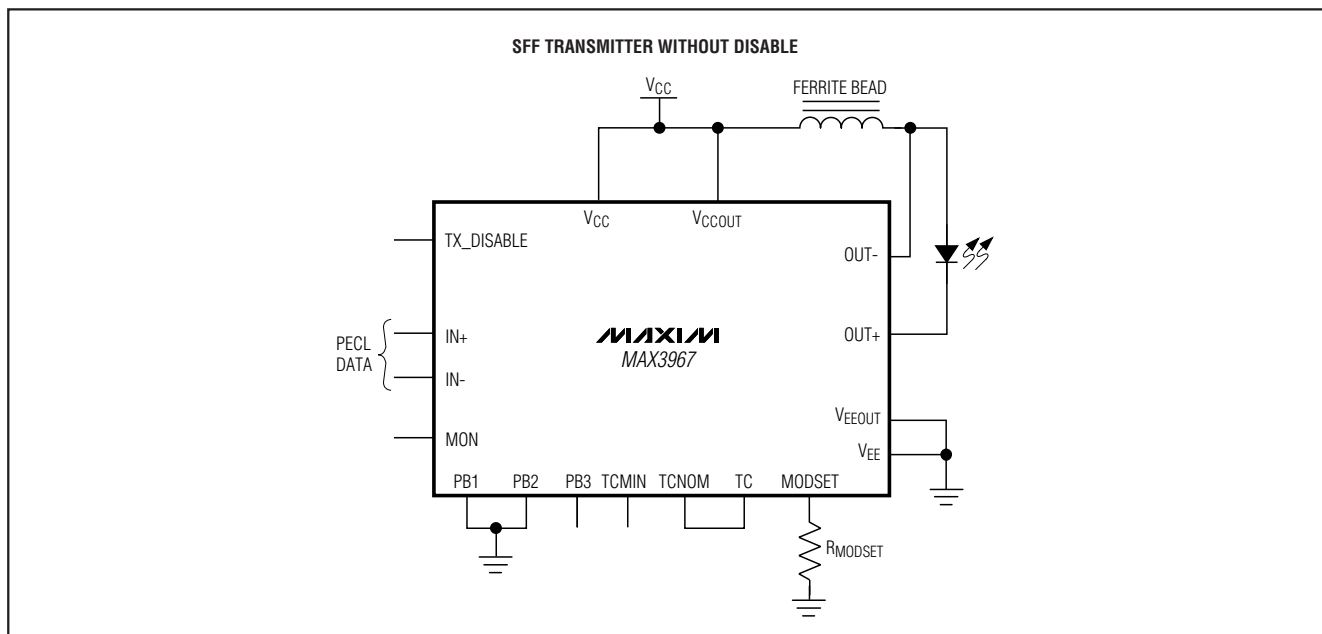 SFF TRANSMITTER WITHOUT DISABLE
VCC
FERRITE BEAD
VCC
VCCOUT
TX_DISABLE
OUT-
PECL
DATA
IN+
IN-
MAXIM
MAX3967
OUT+
VEEOUT
VEE
MON
PB1
PB2
PB3
TCMIN
TCNOM
TC
MODSET
RMODSET